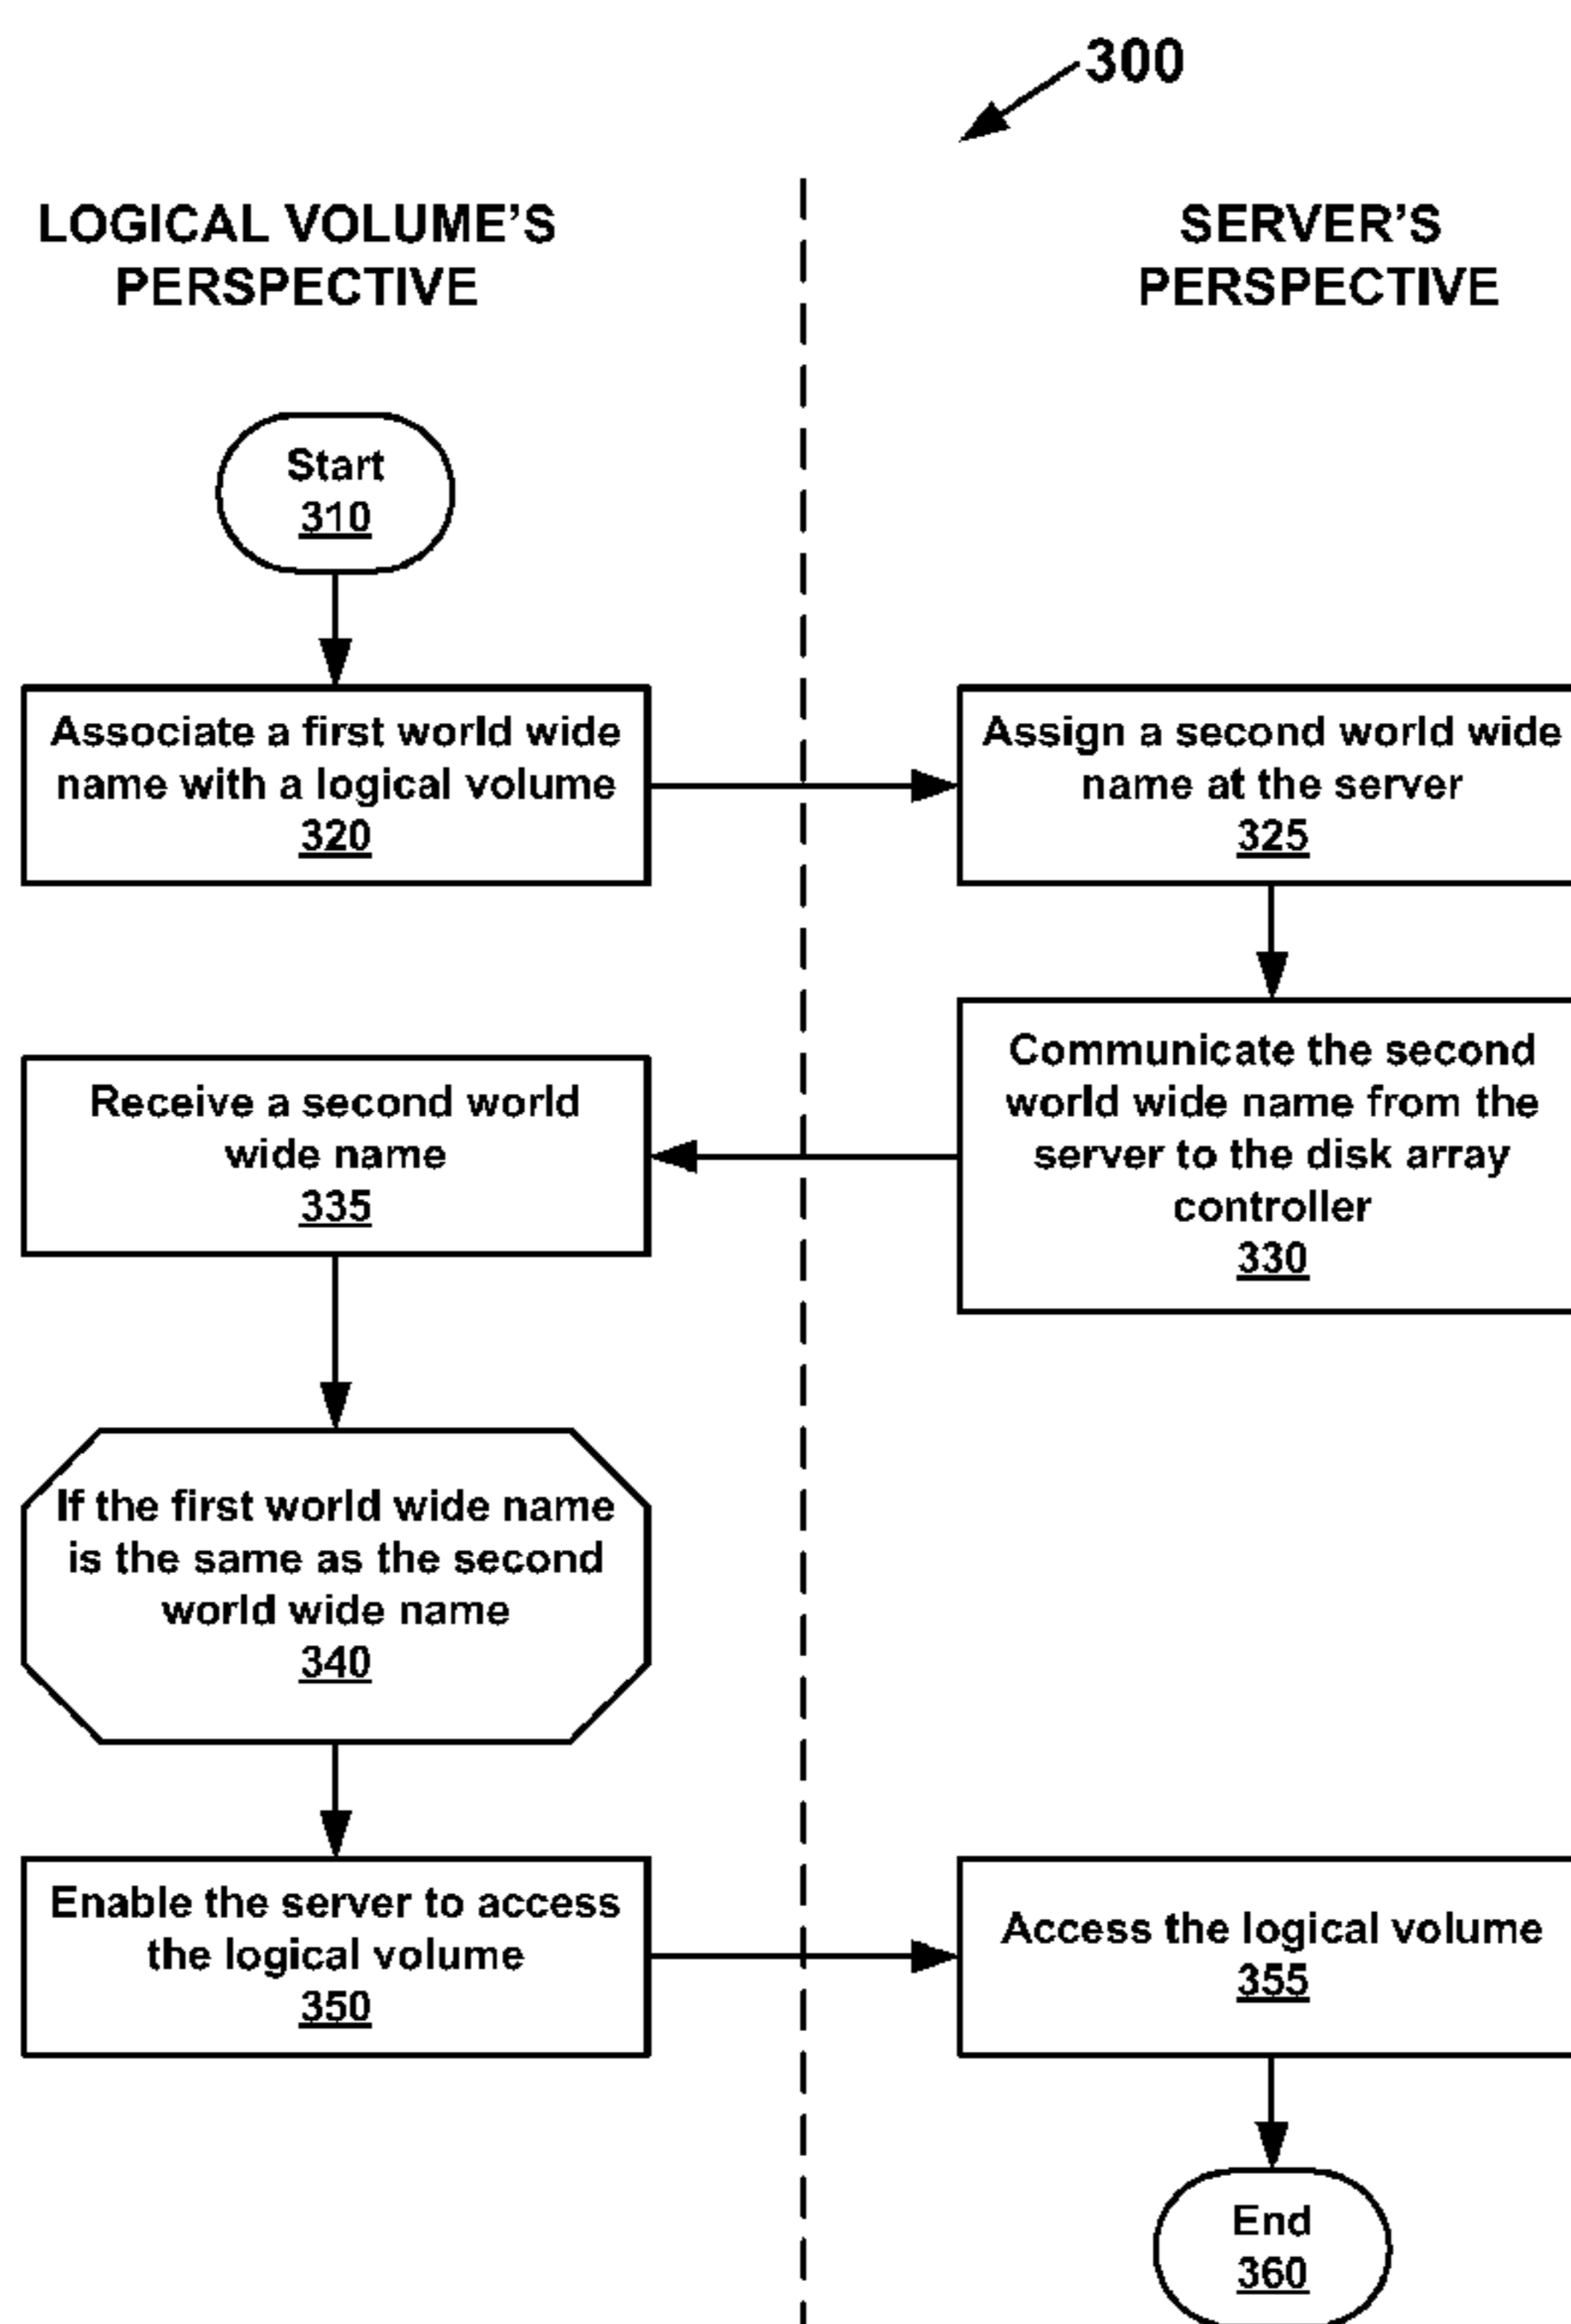 300
LOGICAL VOLUME'S
PERSPECTIVE
SERVER'S
PERSPECTIVE
Start
310
Associate a first world wide
name with a logical volume
320
Assign a second world wide
name at the server
325
Communicate the second
world wide name from the
server to the disk array
controller
330
Receive a second world
wide name
335
If the first world wide name
is the same as the second
world wide name
340
Enable the server to access
the logical volume
350
Access the logical volume
355
End
360